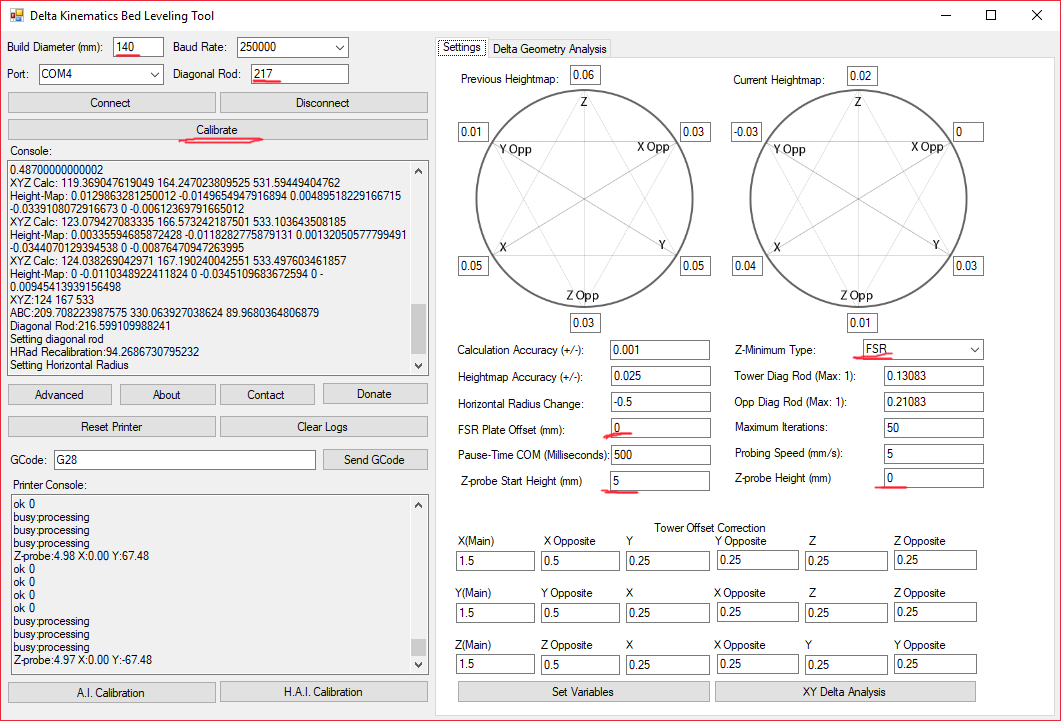 Delta Kinematics Bed Leveling Tool
Build Diameter (mm): 140 Baud Rate: 250000
Port: COM4 Diagonal Rod: 217
Connect Disconnect
Calibrate
Console:
0.48700000000002
XYZ Calc: 119.369047619049 164.247023809525 531.59449404762
Height-Map: 0.0129863281250012 -0.0149654947916894 0.00489518229166715
-0.0339108072916673 0 -0.00612369791665012
XYZ Calc: 123.079427083335 166.573242187501 533.103643508185
Height-Map: 0.00335594685872428 -0.0118282775879131 0.00132050577799491
-0.0344070129394538 0 -0.00876470947263995
XYZ Calc: 124.038269042971 167.190240042551 533.497603461857
Height-Map: 0 -0.0110348922411824 0 -0.0345109683672594 0 -
0.00945413939156498
XYZ:124 167 533
ABC:209.708223987575 330.063927038624 89.9680364806879
Diagonal Rod:216.599109988241
Setting diagonal rod
HRad Recalibration:94.2686730795232
Setting Horizontal Radius
Advanced About Contact Donate
Reset Printer Clear Logs
GCode: G28 Send GCode
Printer Console:
ok 0
busy:processing
busy:processing
busy:processing
Z-probe:4.98 X:0.00 Y:67.48
ok 0
ok 0
ok 0
ok 0
busy:processing
busy:processing
busy:processing
Z-probe:4.97 X:0.00 Y:-67.48
A.I. Calibration H.A.I. Calibration
Settings Delta Geometry Analysis
Previous Heightmap: 0.06
Z
0.01 Y Opp X Opp 0.03
0.05 X Y 0.05
Z Opp
0.03
Current Heightmap: 0.02
Z
-0.03 Y Opp X Opp 0
0.04 X Y 0.03
Z Opp
0.01
Calculation Accuracy (+/-): 0.001 Z-Minimum Type: FSR
Heightmap Accuracy (+/-): 0.025 Tower Diag Rod (Max: 1): 0.13083
Horizontal Radius Change: -0.5 Opp Diag Rod (Max: 1): 0.21083
FSR Plate Offset (mm): 0 Maximum Iterations: 50
Pause-Time COM (Milliseconds): 500 Probing Speed (mm/s): 5
Z-probe Start Height (mm) 5 Z-probe Height (mm) 0
Tower Offset Correction
X(Main) X Opposite Y Y Opposite Z Z Opposite
1.5 0.5 0.25 0.25 0.25 0.25
Y(Main) Y Opposite X X Opposite Z Z Opposite
1.5 0.5 0.25 0.25 0.25 0.25
Z(Main) Z Opposite X X Opposite Y Y Opposite
1.5 0.5 0.25 0.25 0.25 0.25
Set Variables XY Delta Analysis